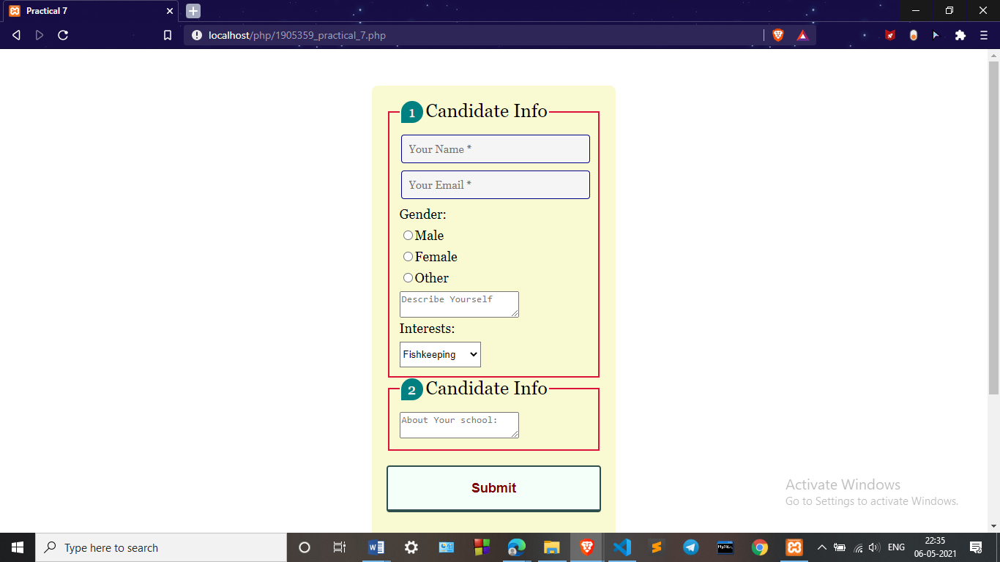 Practical 7
localhost/php/1905359_practical_7.php
1 Candidate Info
Your Name *
Your Email *
Gender:
Male
Female
Other
Describe Yourself
Interests:
Fishkeeping
2 Candidate Info
About Your school:
Submit
Activate Windows
Go to Settings to activate Windows.
Type here to search
ENG
22:35
06-05-2021